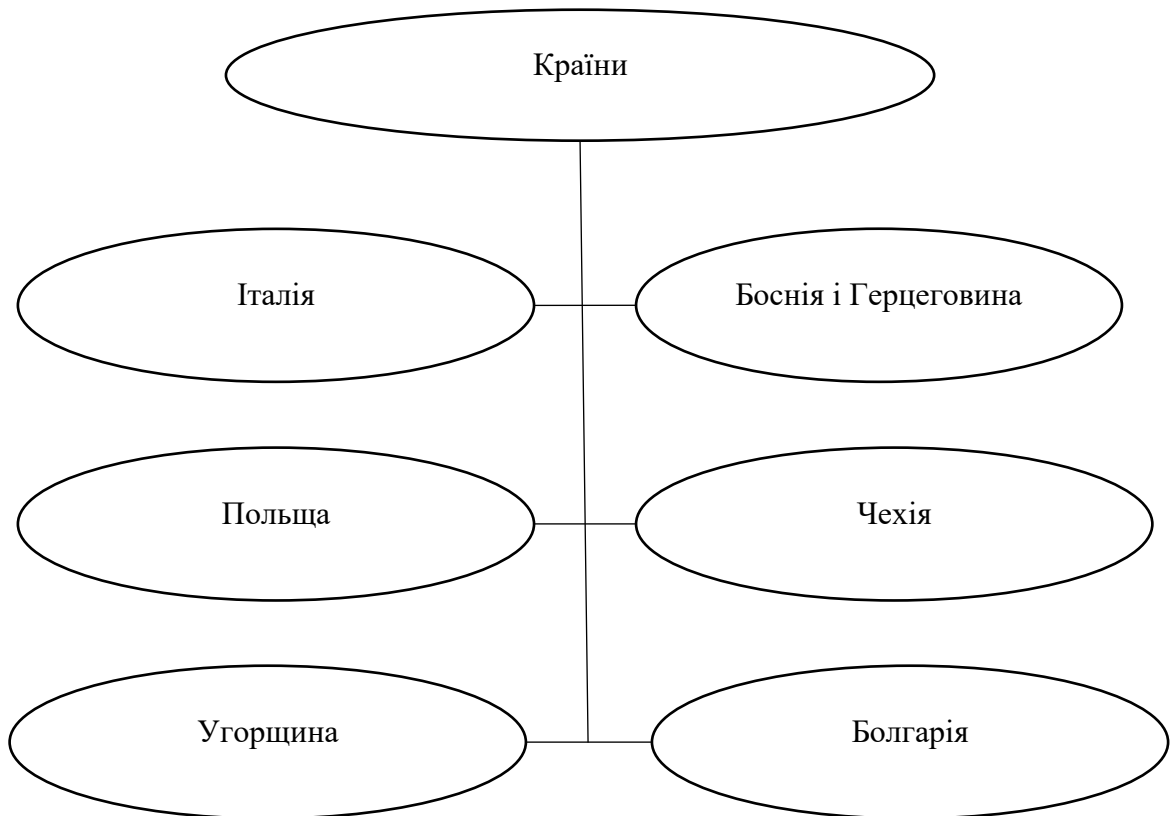 Країни
Італія
Боснія і Герцеговина
Польща
Чехія
Угорщина
Болгарія